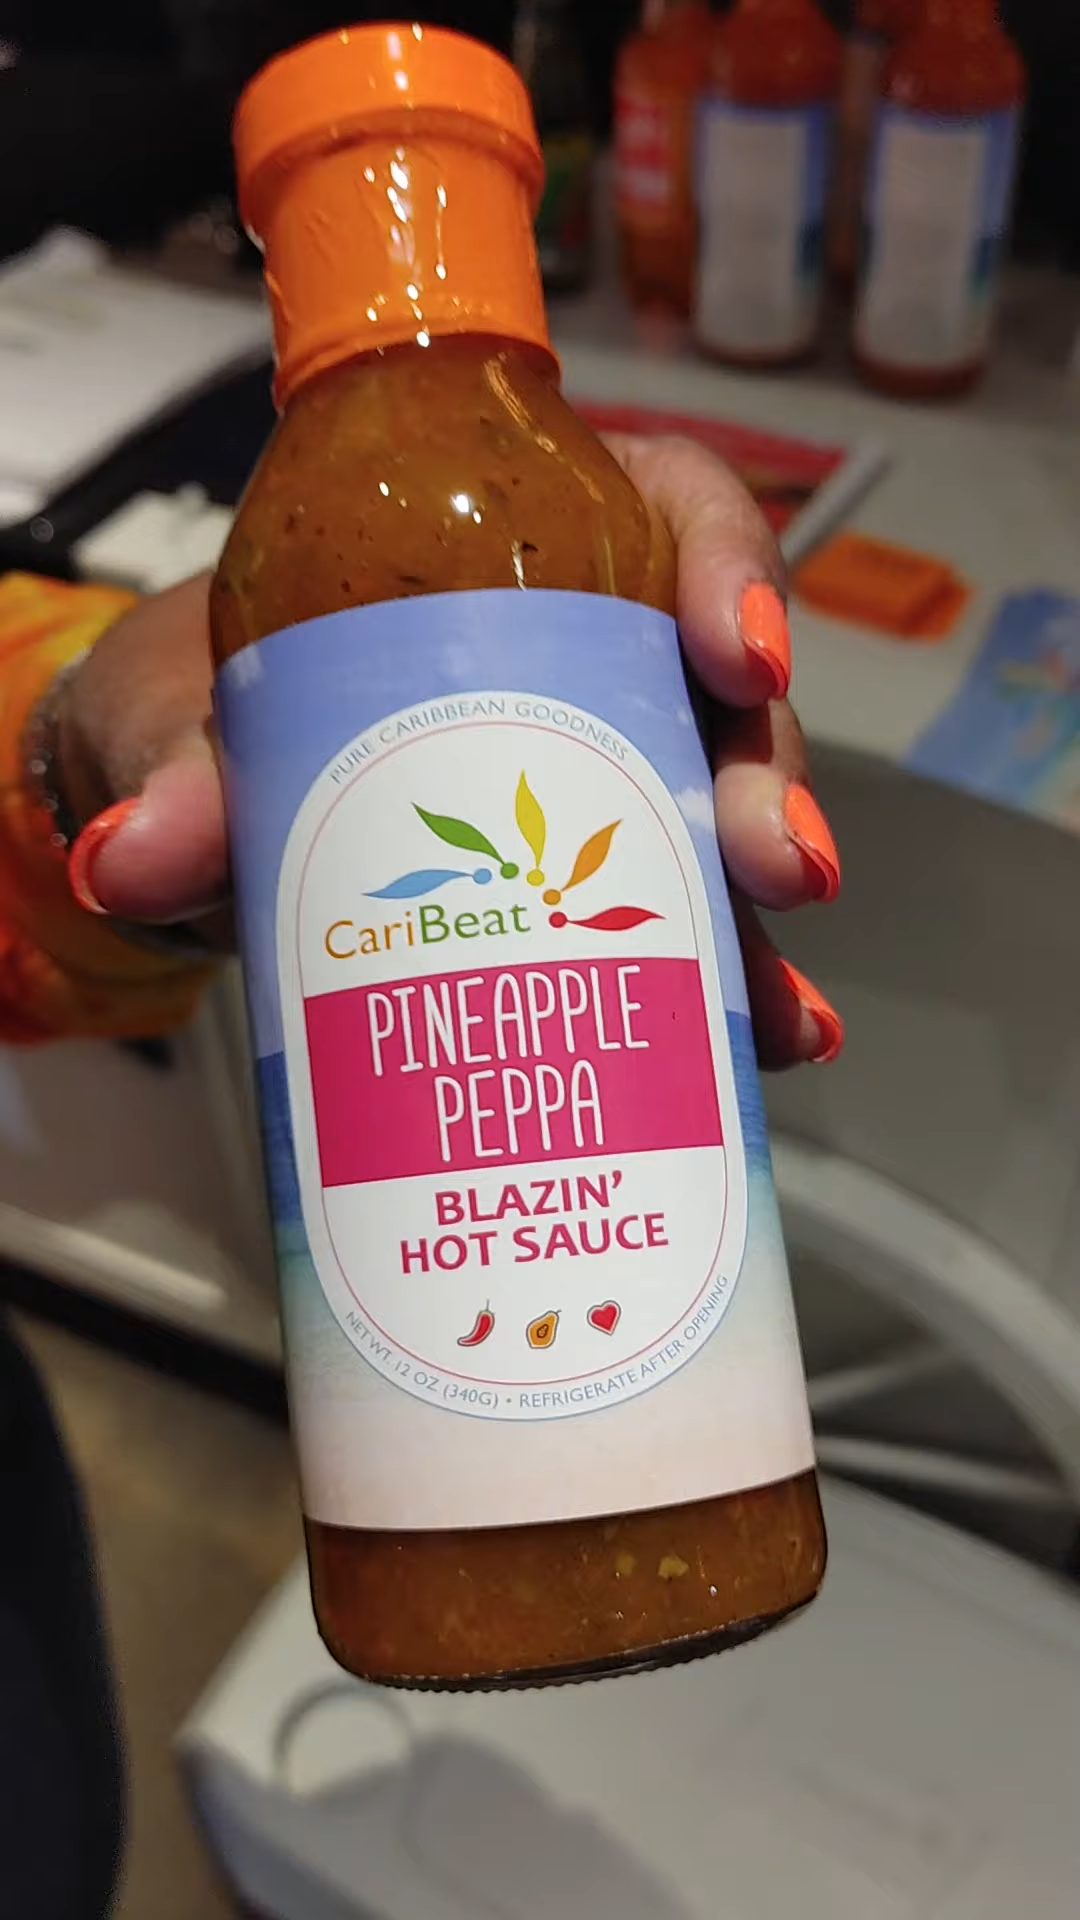 PURE CARIBBEAN GOODNESS
CariBeat
PINEAPPLE
PEPPA
BLAZIN'
HOT SAUCE
NET WT. 12 OZ (340G) • REFRIGERATE AFTER OPENING